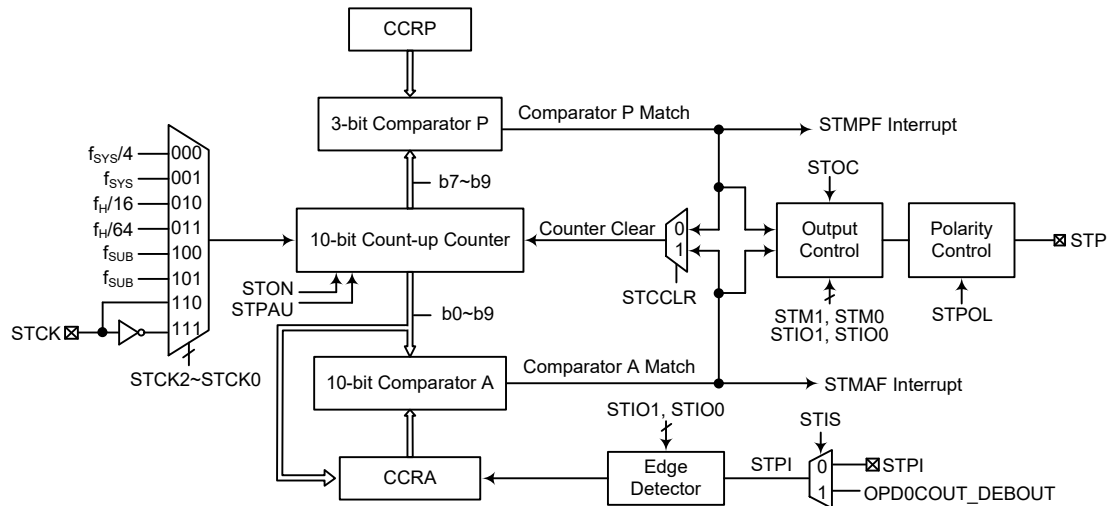 CCRP
3-bit Comparator P
Comparator P Match
STMPF Interrupt
fSYS/4
000
fSYS
001
fH/16
010
fH/64
011
fSUB
100
fSUB
101
110
111
STCK
STCK2~STCK0
b7~b9
10-bit Count-up Counter
Counter Clear
0
1
STCCLR
STON
STPAU
b0~b9
STOC
Output
Control
STM1, STM0
STIO1, STIO0
Polarity
Control
STPOL
STP
10-bit Comparator A
Comparator A Match
STMAF Interrupt
CCRA
STIO1, STIO0
Edge
Detector
STPI
STIS
0
1
STPI
OPD0COUT_DEBOUT